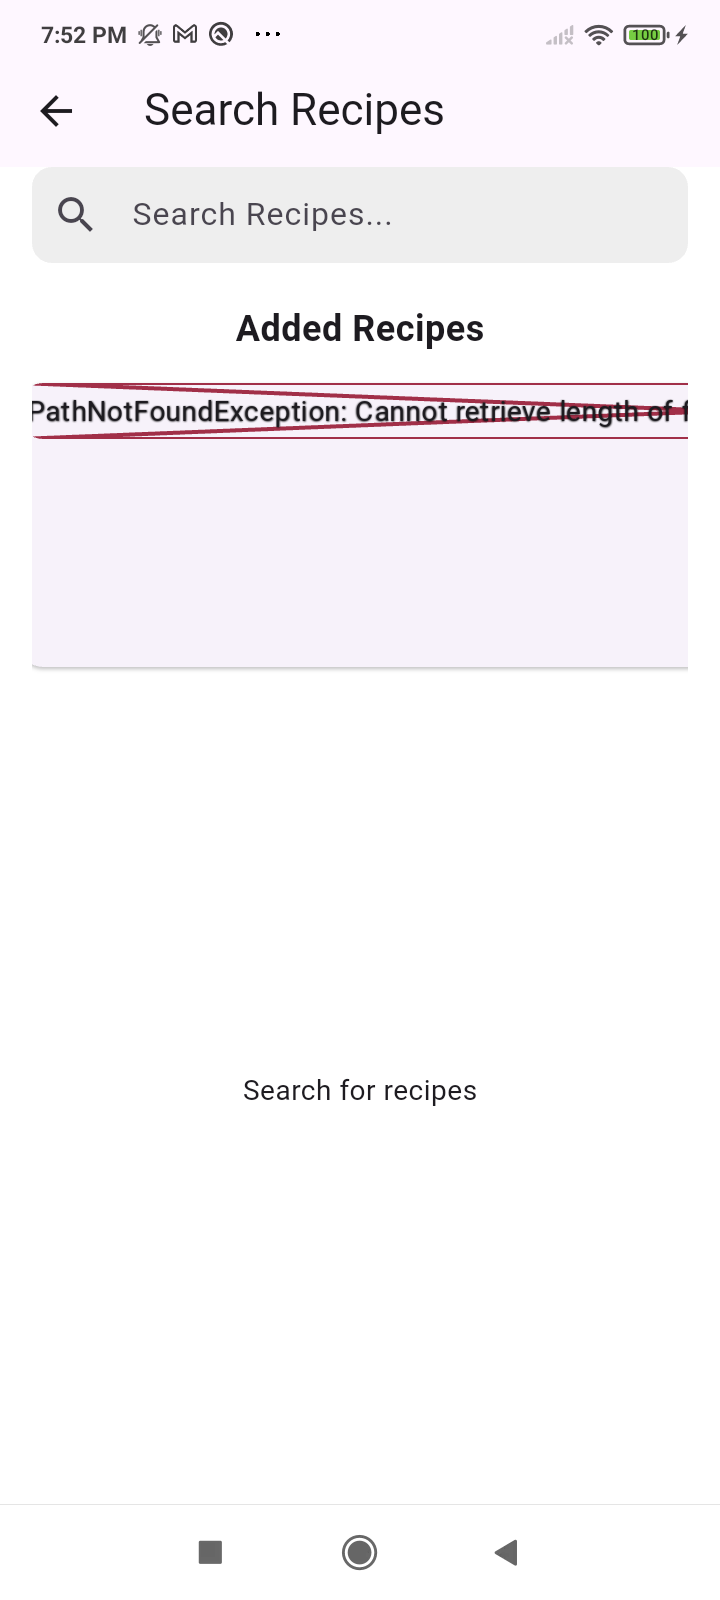 7:52 PM
100
Search Recipes
Search Recipes...
Added Recipes
PathNotFoundException: Cannot retrieve length of f
Search for recipes